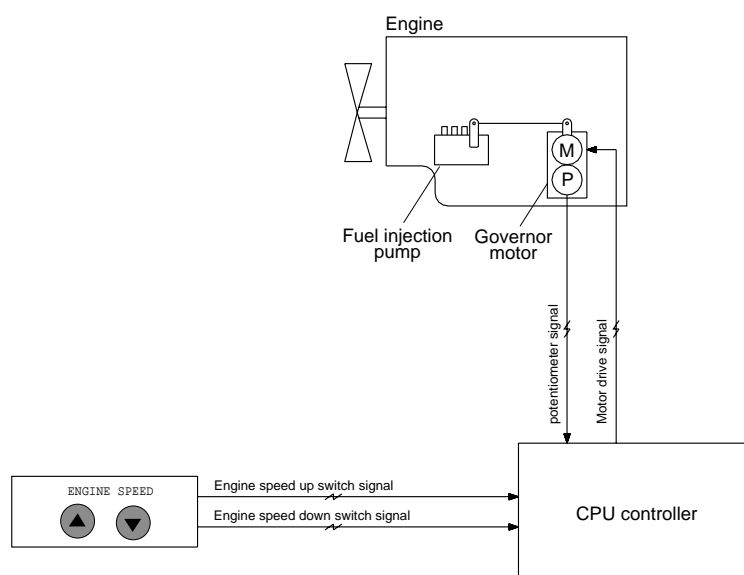 Engine
M
P
Fuel injection
pump
Governor
motor
potentiometer signal
Motor drive signal
ENGINE SPEED
Engine speed up switch signal
Engine speed down switch signal
CPU controller